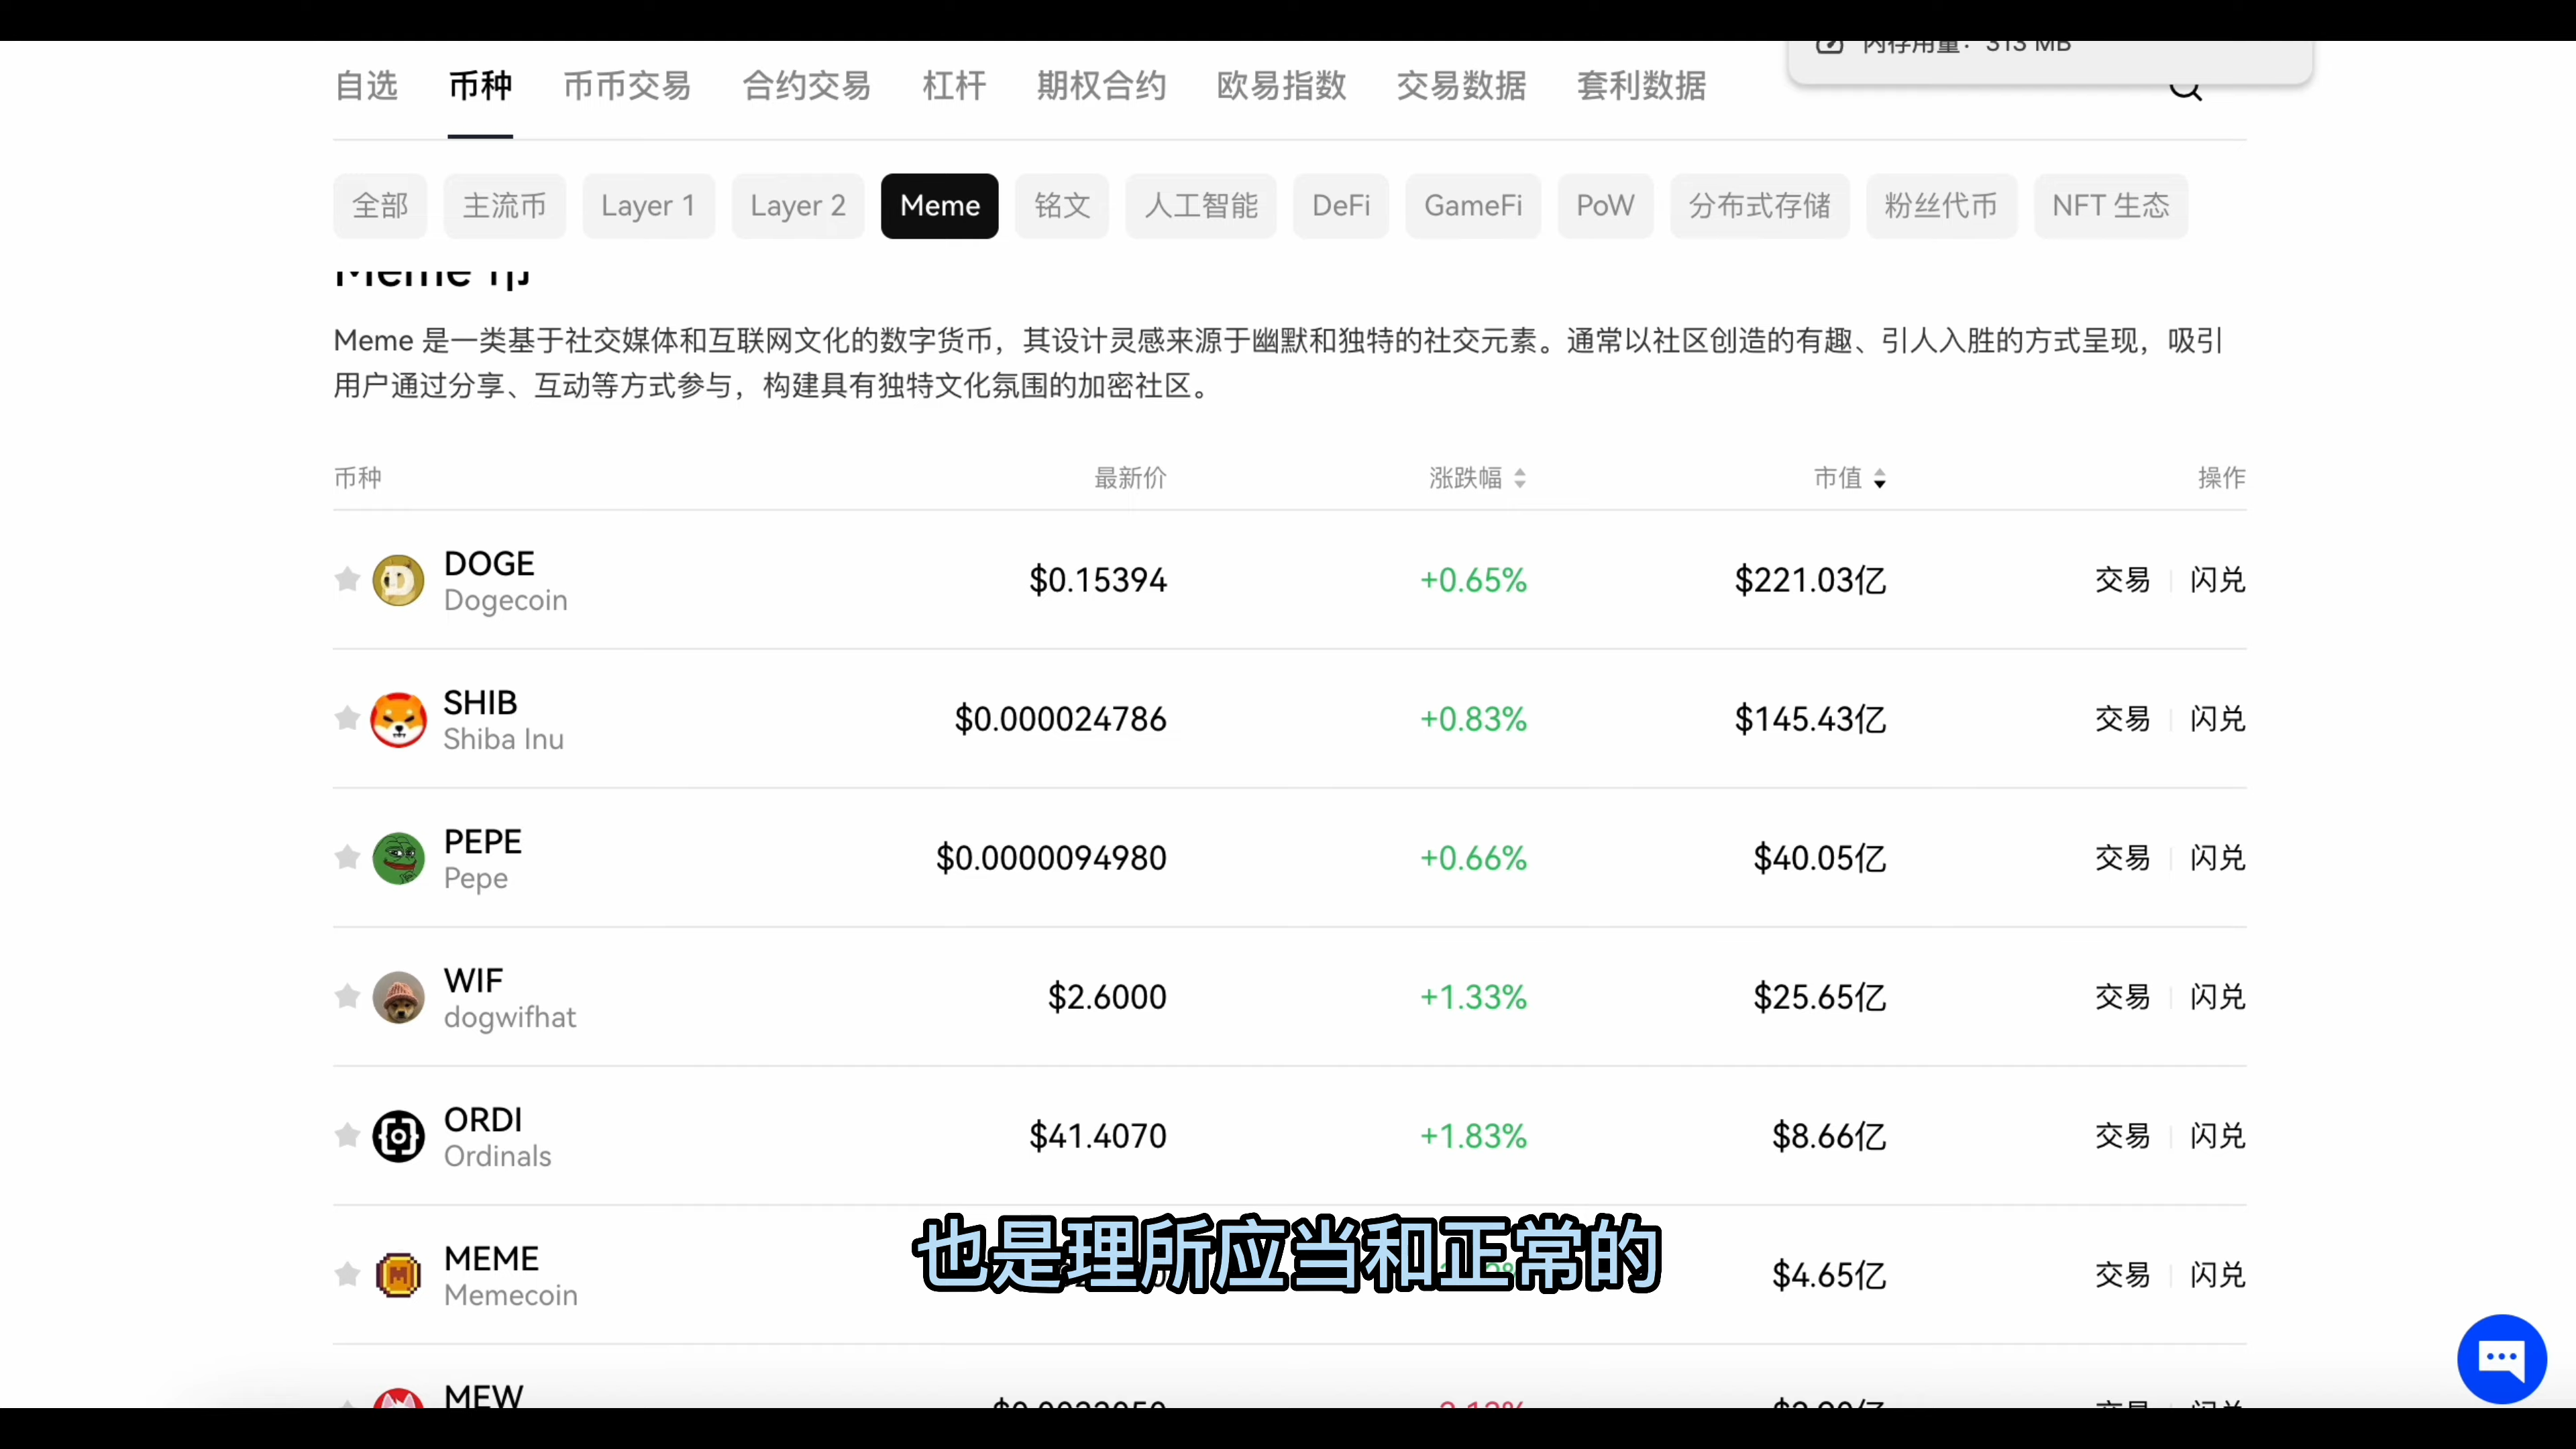 内存用量：313 MB
自选 币种 币币交易 合约交易 杠杆 期权合约 欧易指数 交易数据 套利数据
全部 主流币 Layer 1 Layer 2 Meme 铭文 人工智能 DeFi GameFi PoW 分布式存储 粉丝代币 NFT 生态
Meme 币
Meme 是一类基于社交媒体和互联网文化的数字货币，其设计灵感来源于幽默和独特的社交元素。通常以社区创造的有趣、引人入胜的方式呈现，吸引
用户通过分享、互动等方式参与，构建具有独特文化氛围的加密社区。
币种 最新价 涨跌幅 市值 操作
DOGE
Dogecoin
$0.15394 +0.65% $221.03亿 交易 闪兑
SHIB
Shiba Inu
$0.000024786 +0.83% $145.43亿 交易 闪兑
PEPE
Pepe
$0.0000094980 +0.66% $40.05亿 交易 闪兑
WIF
dogwifhat
$2.6000 +1.33% $25.65亿 交易 闪兑
ORDI
Ordinals
$41.4070 +1.83% $8.66亿 交易 闪兑
MEME
Memecoin
$4.65亿 交易 闪兑
也是理所应当和正常的
MEW